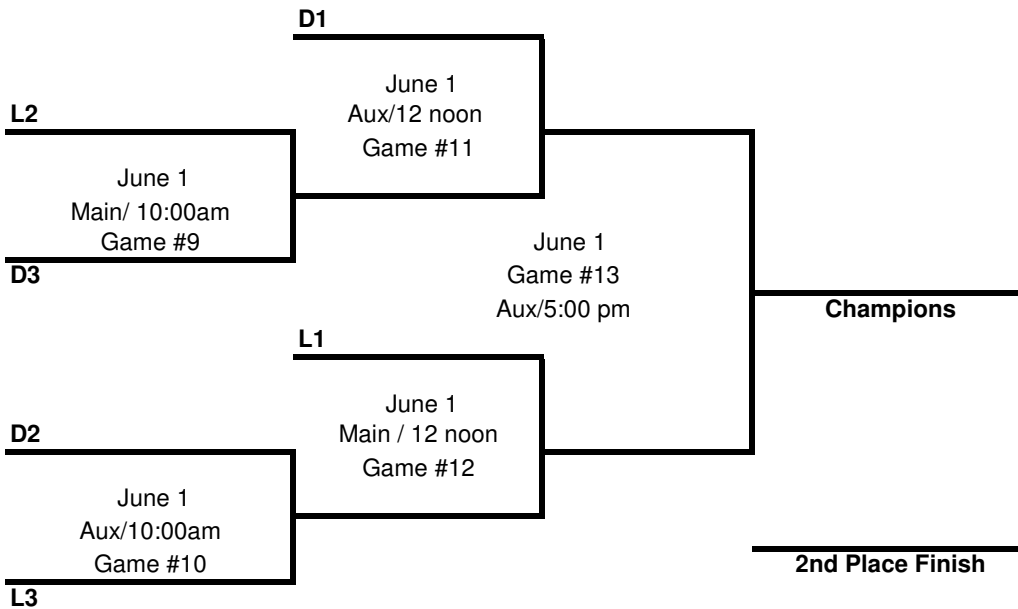 D1
June 1
Aux/12 noon
Game #11
L2
June 1
Main/ 10:00am
Game #9
D3
June 1
Game #13
Aux/5:00 pm
Champions
L1
June 1
Main / 12 noon
Game #12
D2
June 1
Aux/10:00am
Game #10
L3
2nd Place Finish